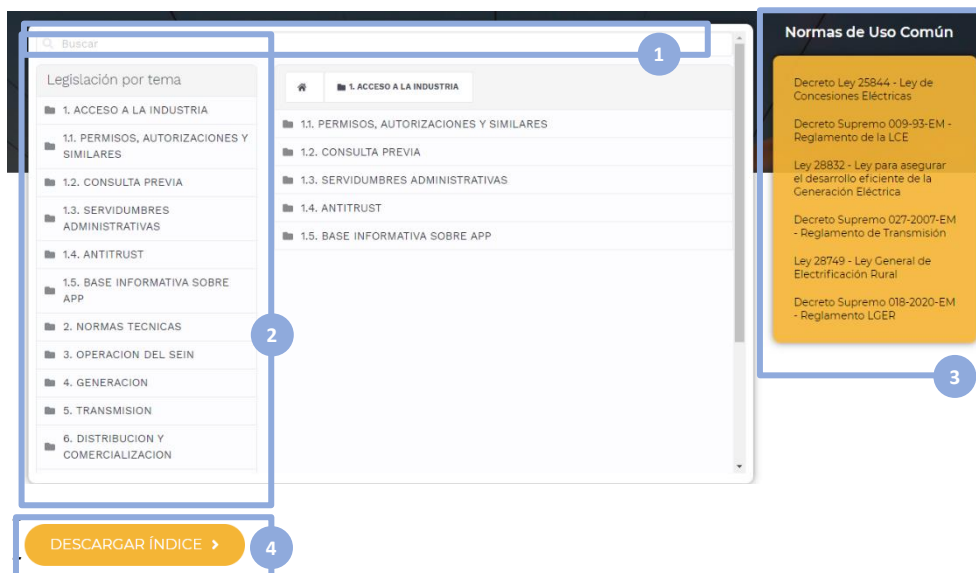 Buscar
1
Legislación por tema
1. ACCESO A LA INDUSTRIA
1.1. PERMISOS, AUTORIZACIONES Y
SIMILARES
1.2. CONSULTA PREVIA
1.3. SERVIDUMBRES
ADMINISTRATIVAS
1.4. ANTITRUST
1.5. BASE INFORMATIVA SOBRE
APP
2. NORMAS TECNICAS
3. OPERACION DEL SEIN
4. GENERACION
5. TRANSMISION
6. DISTRIBUCION Y
COMERCIALIZACION
2
1. ACCESO A LA INDUSTRIA
1.1. PERMISOS, AUTORIZACIONES Y SIMILARES
1.2. CONSULTA PREVIA
1.3. SERVIDUMBRES ADMINISTRATIVAS
1.4. ANTITRUST
1.5. BASE INFORMATIVA SOBRE APP
Normas de Uso Común
Decreto Ley 25844 - Ley de
Concesiones Eléctricas
Decreto Supremo 009-93-EM -
Reglamento de la LCE
Ley 28832 - Ley para asegurar
el desarrollo eficiente de la
Generación Eléctrica
Decreto Supremo 027-2007-EM
- Reglamento de Transmisión
Ley 28749 - Ley General de
Electrificación Rural
Decreto Supremo 018-2020-EM
- Reglamento LGER
3
DESCARGAR ÍNDICE
4